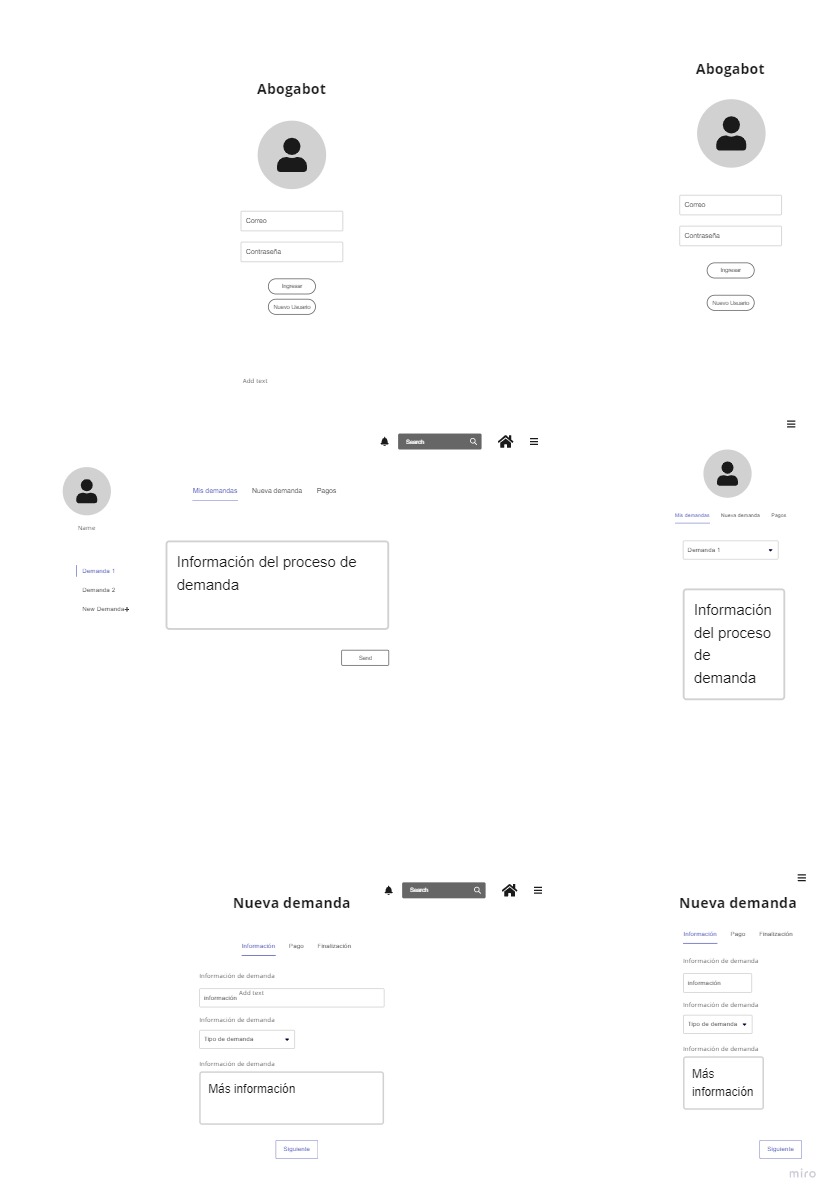 Abogabot
Correo
Contraseña
Ingresar
Nuevo Usuario
Add text
Abogabot
Correo
Contraseña
Ingresar
Nuevo Usuario
Search
Name
Mis demandas Nueva demanda Pagos
Demanda 1
Demanda 2
New Demanda+
Información del proceso de
demanda
Send
Mis demandas Nueva demanda Pagos
Demanda 1
Información
del proceso
de
demanda
Search
Nueva demanda
Información Pago Finalización
Información de demanda
información Add text
Información de demanda
Tipo de demanda
Información de demanda
Más información
Siguiente
Nueva demanda
Información Pago Finalización
Información de demanda
información
Información de demanda
Tipo de demanda
Información de demanda
Más
información
Siguiente
miro